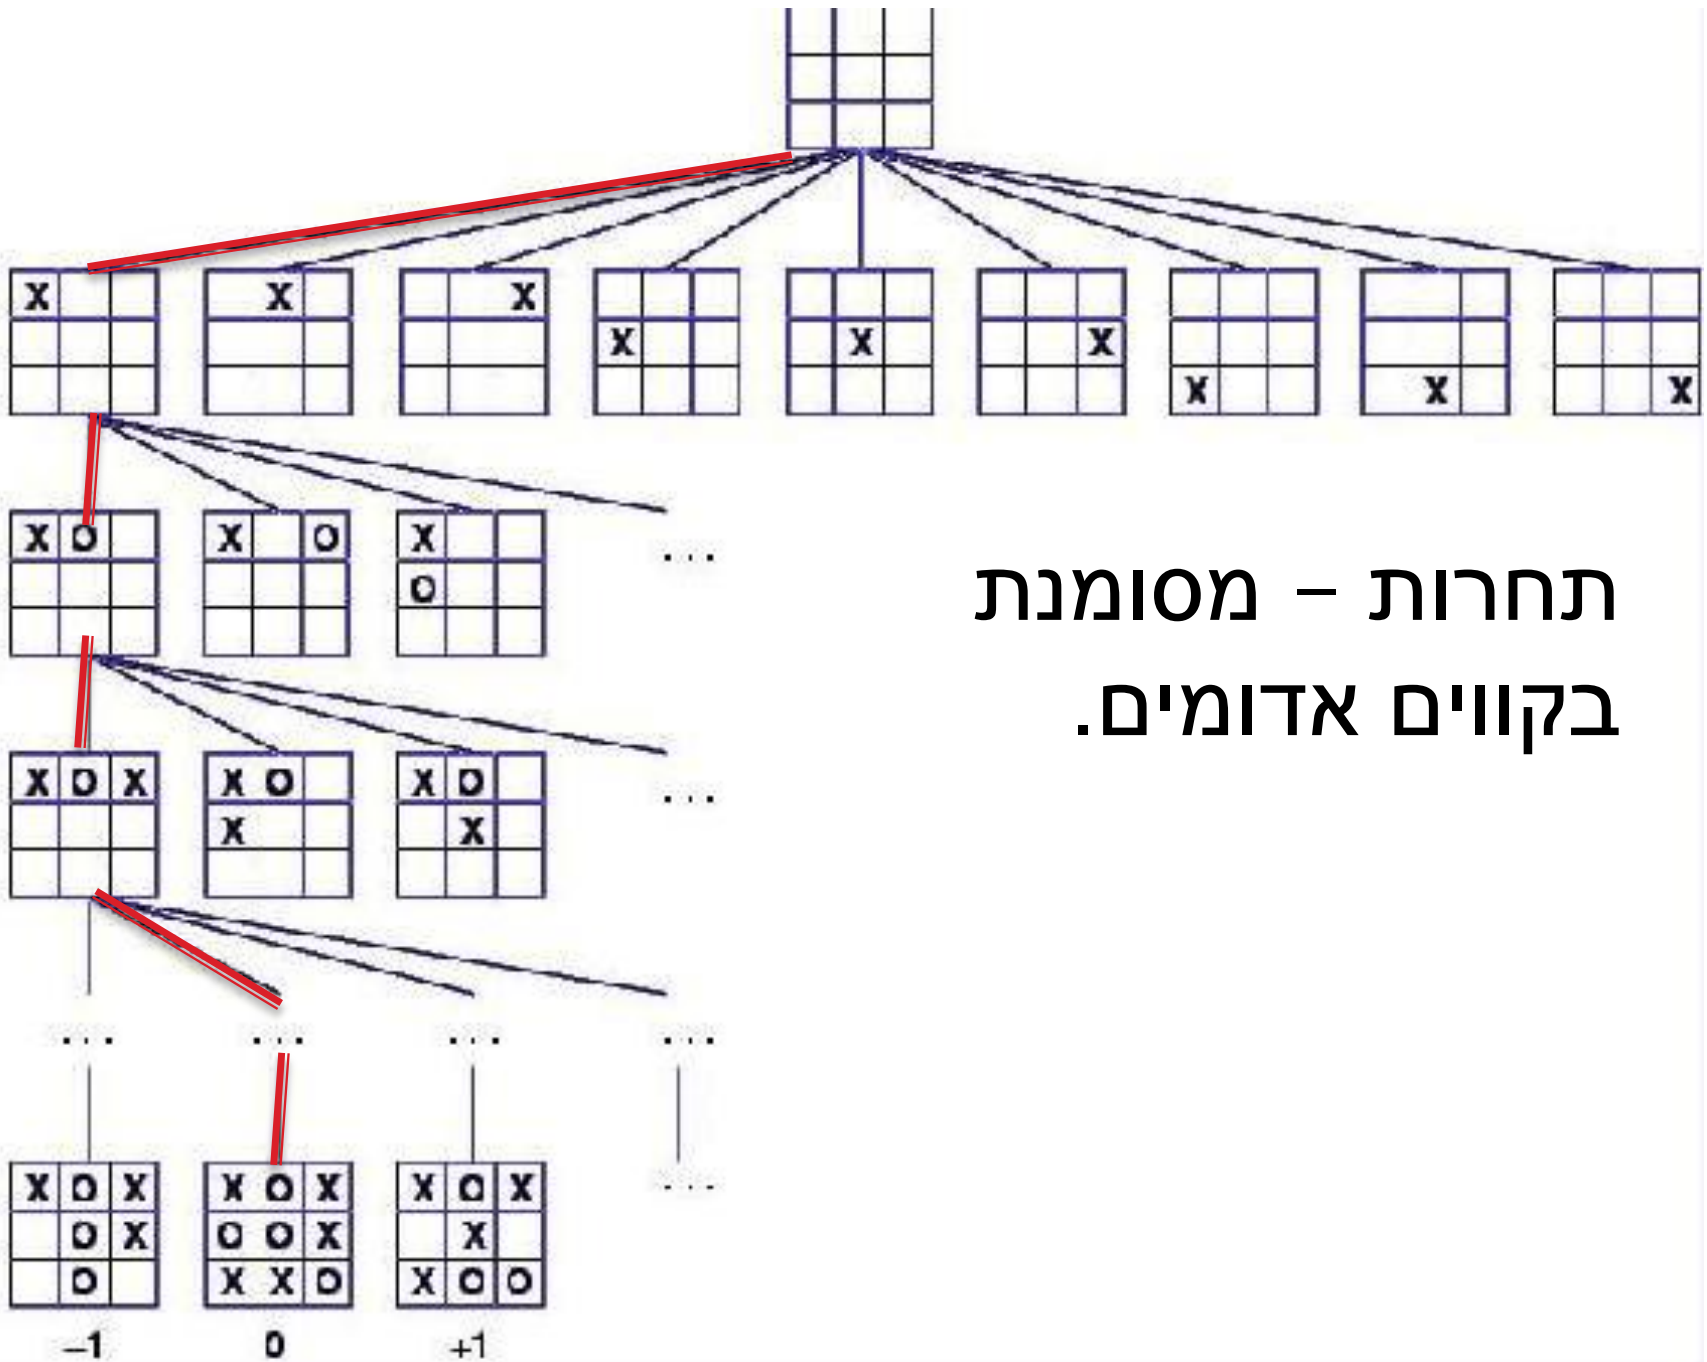 X X X X X X X X X
X O X O X
...
O
X O X X O X O
...
X X
... ... ... ...
X O X X O X X O X
...
O X O O X X
O X X O X O O
–1 0 +1
תחרות – מסומנת
בקווים אדומים.